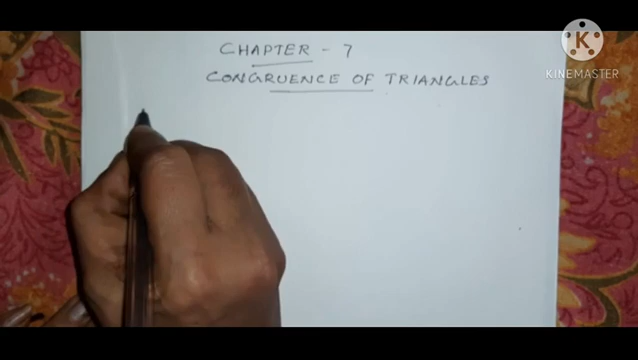 CHAPTER - 7
CONGRUENCE OF TRIANGLES
K
KINEMASTER